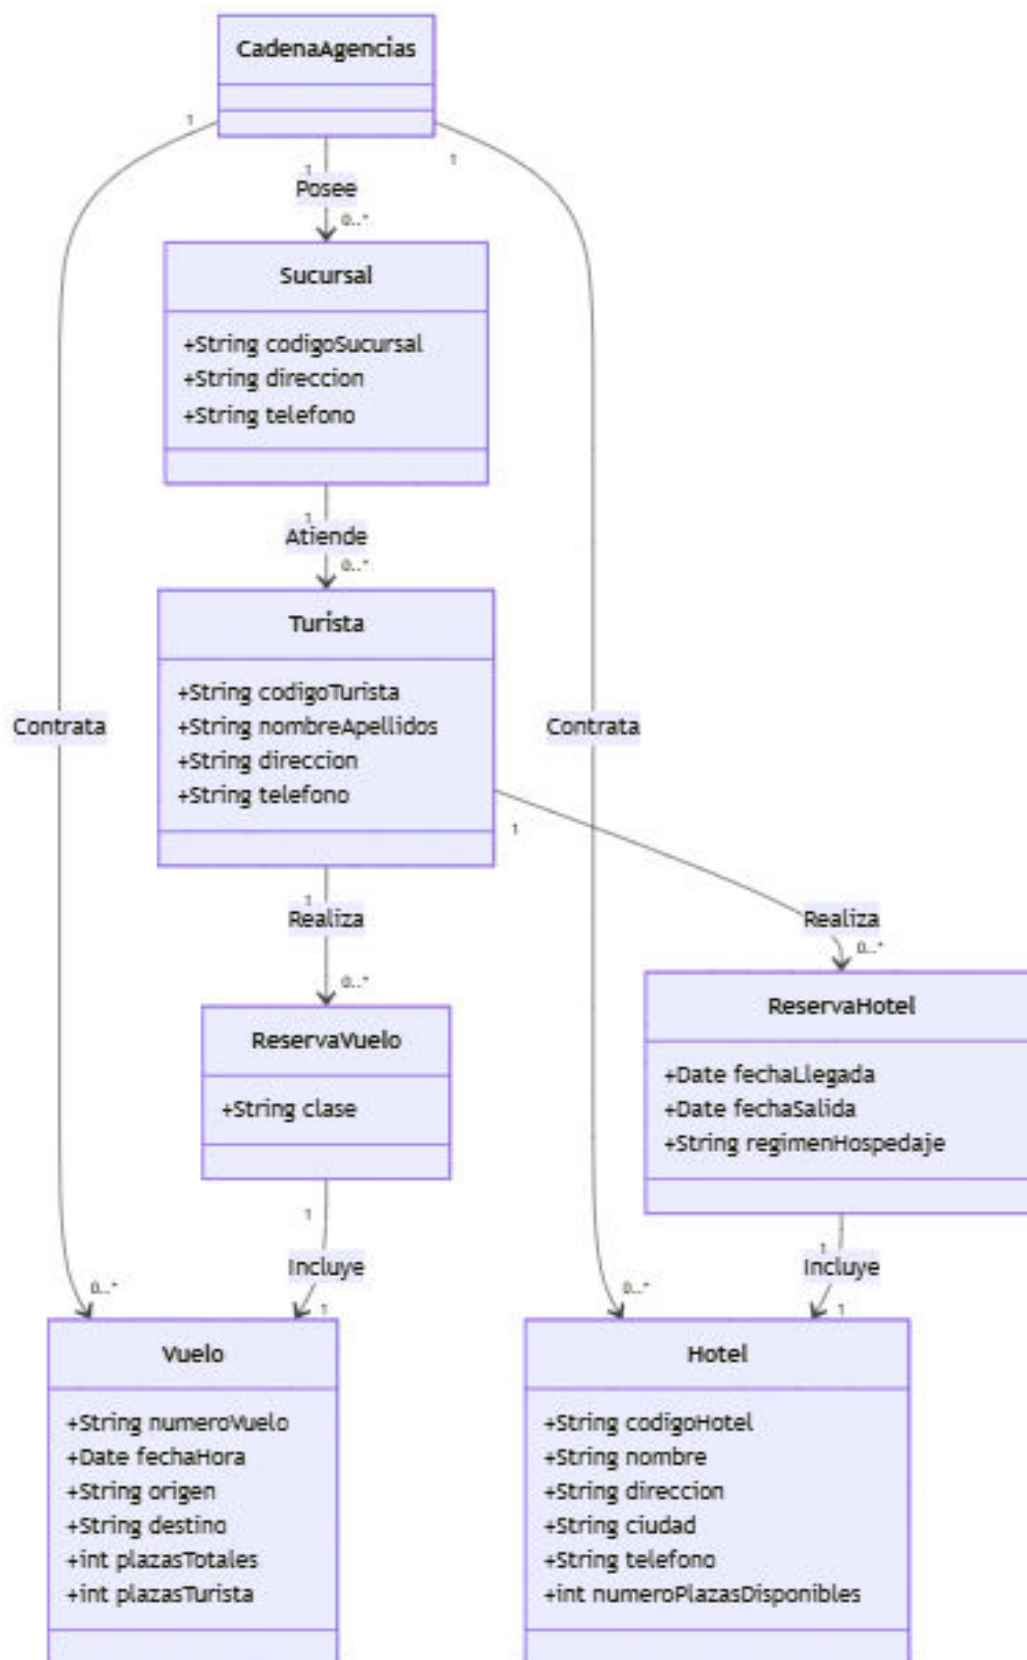 CadenaAgencias
1
1
1
Posee
0..*
Sucursal
+String codigoSucursal
+String direccion
+String telefono
1
Atiende
0..*
Turista
+String codigoTurista
+String nombreApellidos
+String direccion
+String telefono
Contrata
Contrata
1
1
Realiza
Realiza
0..*
0..*
ReservaVuelo
+String clase
ReservaHotel
+Date fechaLlegada
+Date fechaSalida
+String regimenHospedaje
1
Incluye
1
Incluye
0..*
1
0..*
1
Vuelo
+String numeroVuelo
+Date fechaHora
+String origen
+String destino
+int plazasTotales
+int plazasTurista
Hotel
+String codigoHotel
+String nombre
+String direccion
+String ciudad
+String telefono
+int numeroPlazasDisponibles